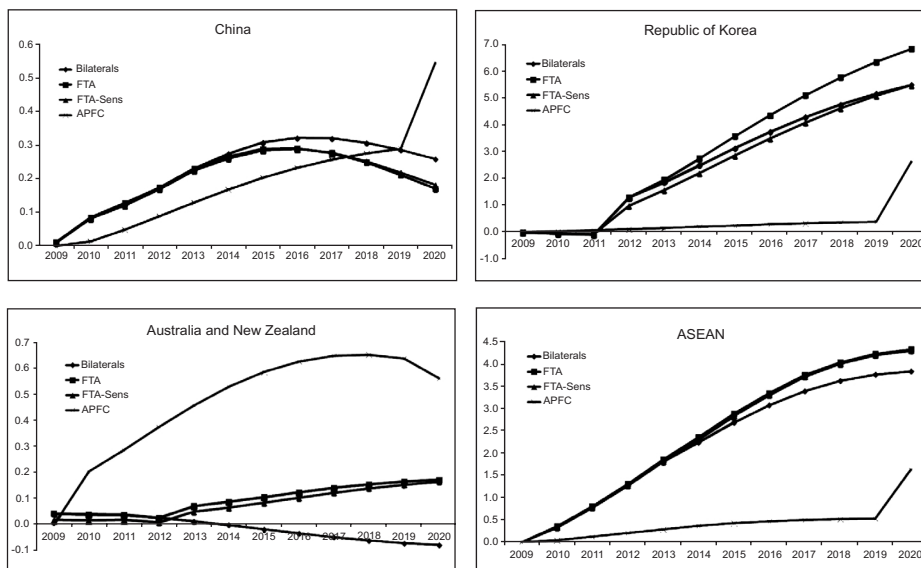 China
0.6
0.5
0.4
0.3
0.2
0.1
0.0
Bilaterals
FTA
FTA-Sens
APFC
2009 2010 2011 2012 2013 2014 2015 2016 2017 2018 2019 2020
Republic of Korea
7.0
6.0
5.0
4.0
3.0
2.0
1.0
0.0
-1.0
Bilaterals
FTA
FTA-Sens
APFC
2009 2010 2011 2012 2013 2014 2015 2016 2017 2018 2019 2020
Australia and New Zealand
0.7
0.6
0.5
0.4
0.3
0.2
0.1
0.0
-0.1
Bilaterals
FTA
FTA-Sens
APFC
2009 2010 2011 2012 2013 2014 2015 2016 2017 2018 2019 2020
ASEAN
4.5
4.0
3.5
3.0
2.5
2.0
1.5
1.0
0.5
0.0
Bilaterals
FTA
FTA-Sens
APFC
2009 2010 2011 2012 2013 2014 2015 2016 2017 2018 2019 2020